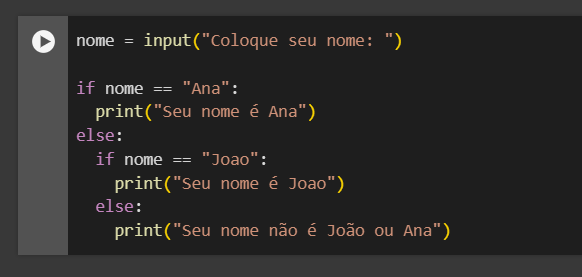 nome = input("Coloque seu nome: ")
if nome == "Ana":
print("Seu nome é Ana")
else:
if nome == "Joao":
print("Seu nome é Joao")
else:
print("Seu nome não é João ou Ana")